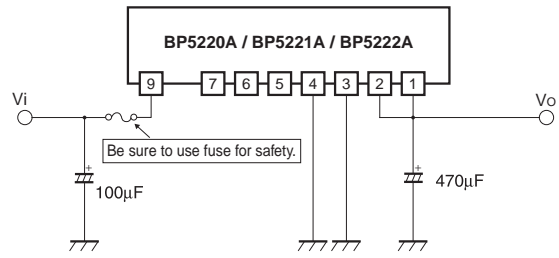 BP5220A / BP5221A / BP5222A
9 7 6 5 4 3 2 1
Vi
Vo
Be sure to use fuse for safety.
+
100μF
+
470μF